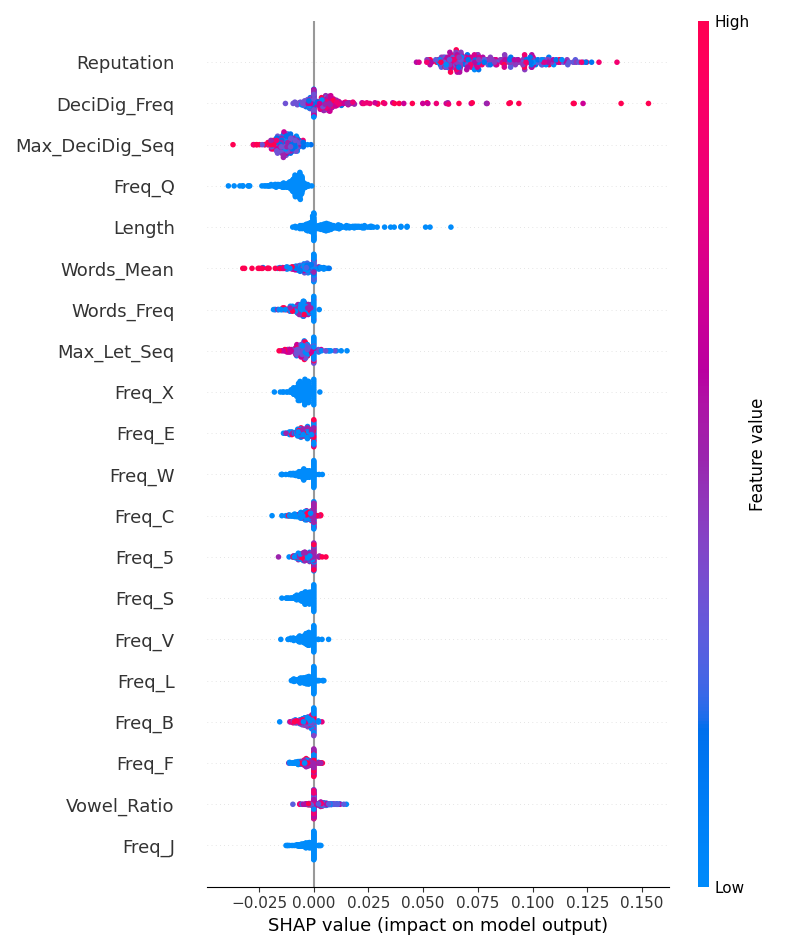 High
Reputation
DeciDig_Freq
Max_DeciDig_Seq
Freq_Q
Length
Words_Mean
Words_Freq
Max_Let_Seq
Freq_X
Freq_E
Freq_W
Freq_C
Freq_5
Freq_S
Freq_V
Freq_L
Freq_B
Freq_F
Vowel_Ratio
Freq_J
Feature value
Low
−0.025 0.000 0.025 0.050 0.075 0.100 0.125 0.150
SHAP value (impact on model output)